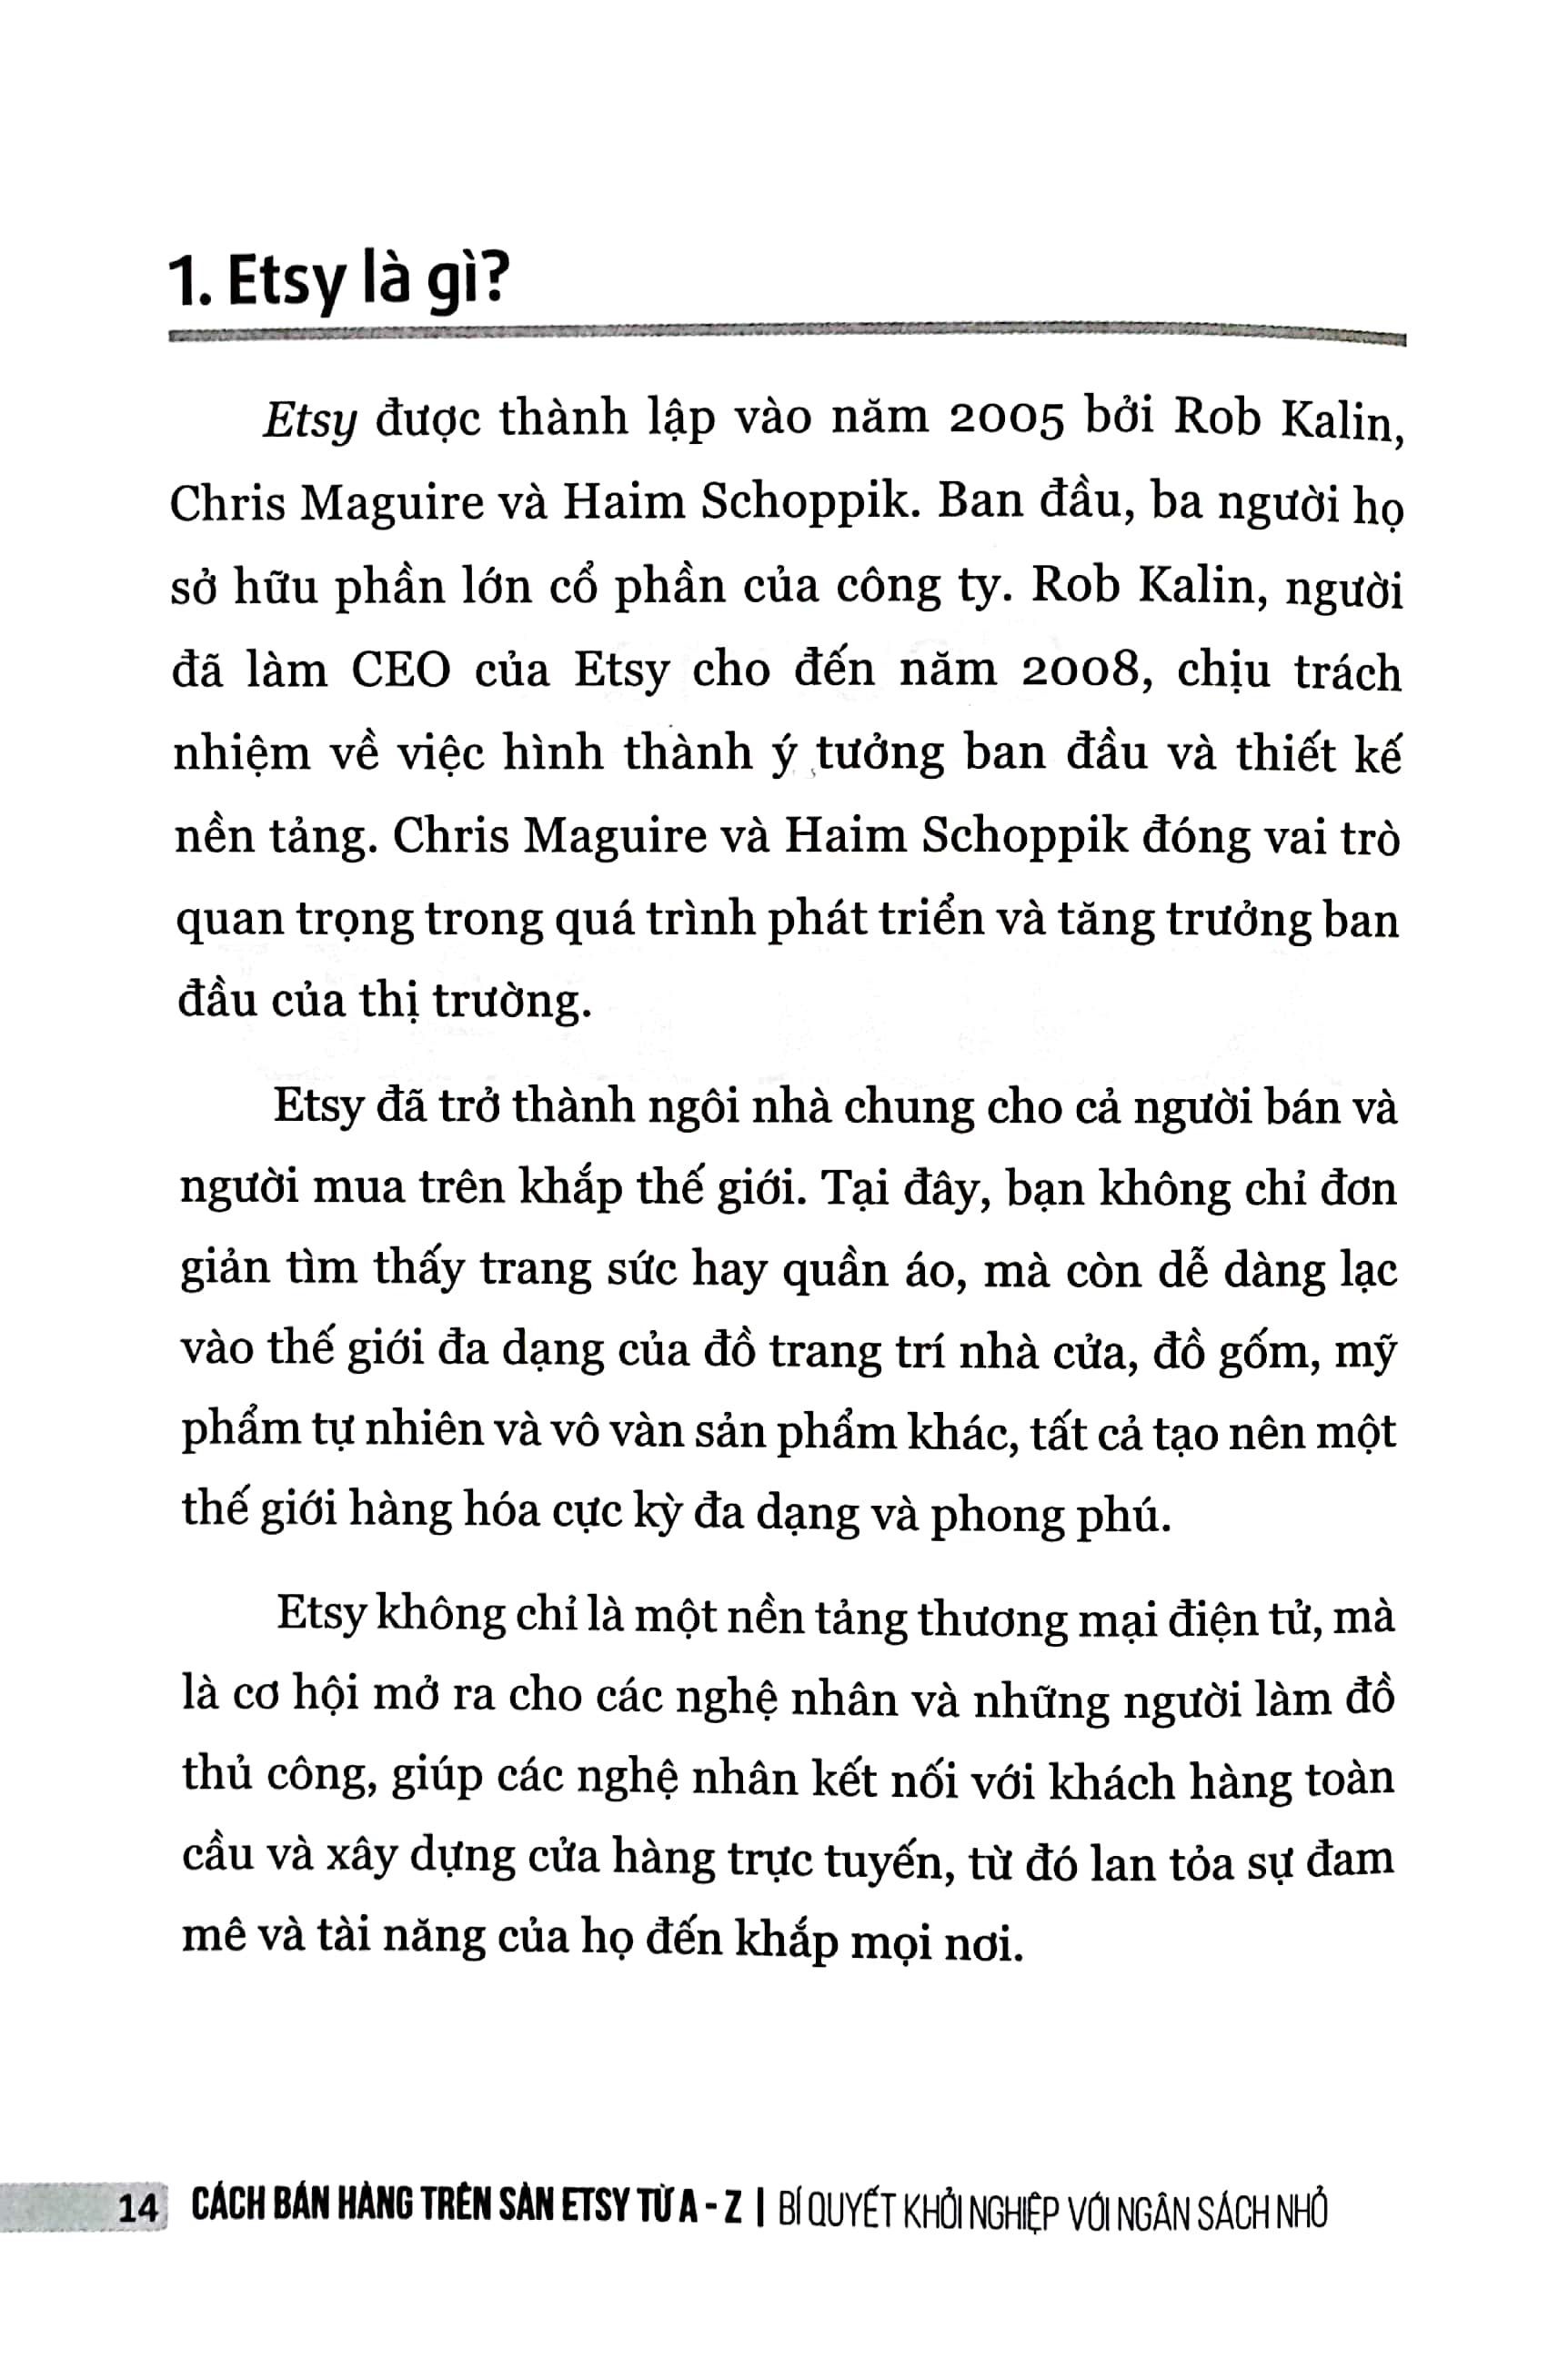 1. Etsy là gì?
Etsy được thành lập vào năm 2005 bởi Rob Kalin,
Chris Maguire và Haim Schoppik. Ban đầu, ba người họ
sở hữu phần lớn cổ phần của công ty. Rob Kalin, người
đã làm CEO của Etsy cho đến năm 2008, chịu trách
nhiệm về việc hình thành ý tưởng ban đầu và thiết kế
nền tảng. Chris Maguire và Haim Schoppik đóng vai trò
quan trọng trong quá trình phát triển và tăng trưởng ban
đầu của thị trường.
Etsy đã trở thành ngôi nhà chung cho cả người bán và
người mua trên khắp thế giới. Tại đây, bạn không chỉ đơn
giản tìm thấy trang sức hay quần áo, mà còn dễ dàng lạc
vào thế giới đa dạng của đồ trang trí nhà cửa, đồ gốm, mỹ
phẩm tự nhiên và vô vàn sản phẩm khác, tất cả tạo nên một
thế giới hàng hóa cực kỳ đa dạng và phong phú.
Etsy không chỉ là một nền tảng thương mại điện tử, mà
là cơ hội mở ra cho các nghệ nhân và những người làm đồ
thủ công, giúp các nghệ nhân kết nối với khách hàng toàn
cầu và xây dựng cửa hàng trực tuyến, từ đó lan tỏa sự đam
mê và tài năng của họ đến khắp mọi nơi.
14 CÁCH BÁN HÀNG TRÊN SÀN ETSY TỪ A - Z | BÍ QUYẾT KHỞI NGHIỆP VỚI NGÂN SÁCH NHỎ